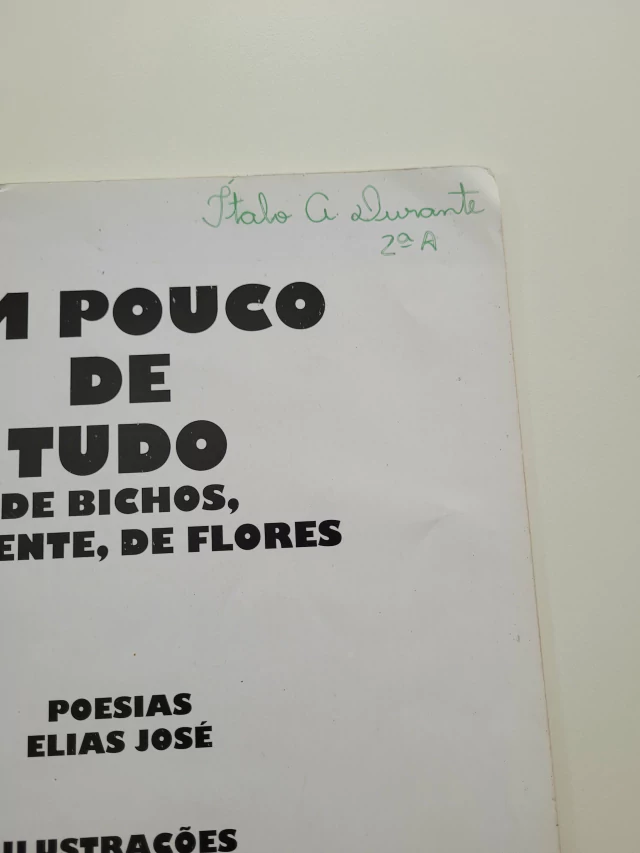 Ítalo A Durante
2ª A
M POUCO
DE
TUDO
DE BICHOS,
ENTE, DE FLORES
POESIAS
ELIAS JOSÉ
ILUSTRAÇÕES